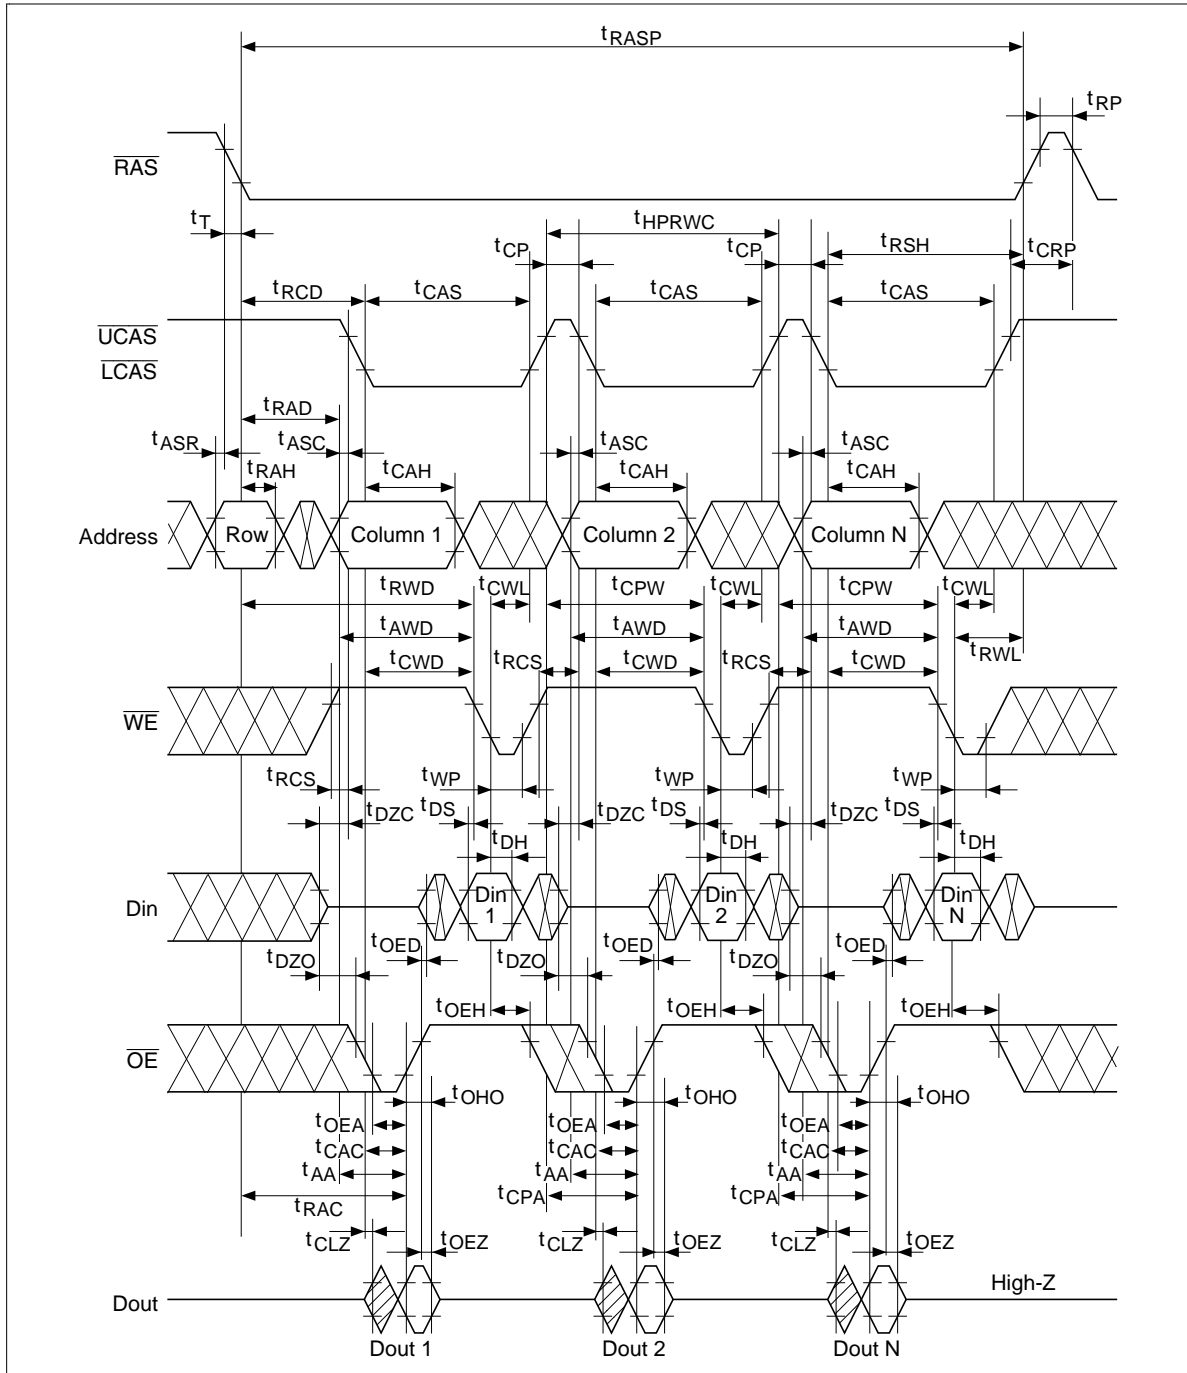 tRASP
tRP
RAS
tT
tHPRWC
tCP
tCP
tRSH
tCRP
tRCD
tCAS
tCAS
tCAS
UCAS
LCAS
tRAD
tASR
tASC
tASC
tASC
tRAH
tCAH
tCAH
tCAH
Address
Row
Column 1
Column 2
Column N
tRWD
tCWL
tCPW
tCWL
tCPW
tCWL
tAWD
tAWD
tAWD
tRWL
tCWD
tRCS
tCWD
tRCS
tCWD
WE
tRCS
tWP
tWP
tWP
tDZC
tDS
tDZC
tDS
tDZC
tDS
tDH
tDH
tDH
Din
Din 1
Din 2
Din N
tDZO
tOED
tDZO
tOED
tDZO
tOED
tOEH
tOEH
tOEH
OE
tOHO
tOHO
tOHO
tOEA
tOEA
tOEA
tCAC
tCAC
tCAC
tAA
tAA
tAA
tRAC
tCPA
tCPA
tCLZ
tOEZ
tCLZ
tOEZ
tCLZ
tOEZ
High-Z
Dout
Dout 1
Dout 2
Dout N